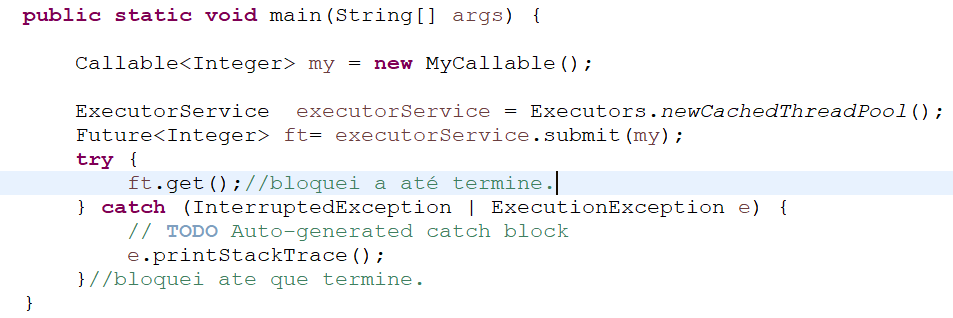 public static void main(String[] args) {
Callable<Integer> my = new MyCallable();
ExecutorService  executorService = Executors.newCachedThreadPool();
Future<Integer> ft= executorService.submit(my);
try {
ft.get();//bloquei a até termine.
} catch (InterruptedException | ExecutionException e) {
// TODO Auto-generated catch block
e.printStackTrace();
}//bloquei ate que termine.
}